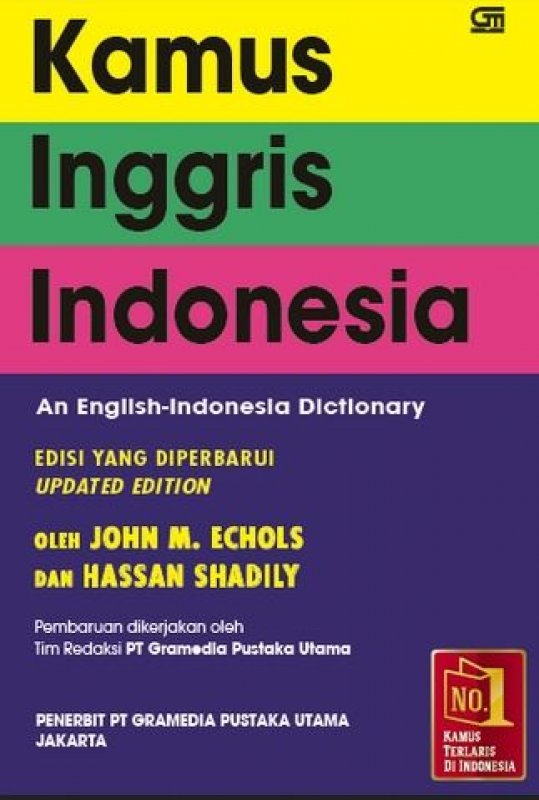 Kamus
Inggris
Indonesia
An English-Indonesia Dictionary
EDISI YANG DIPERBARUI
UPDATED EDITION
OLEH JOHN M. ECHOLS
DAN HASSAN SHADILY
Pembaruan dikerjakan oleh
Tim Redaksi PT Gramedia Pustaka Utama
PENERBIT PT GRAMEDIA PUSTAKA UTAMA
JAKARTA
NO.1
KAMUS
TERLARIS
DI INDONESIA